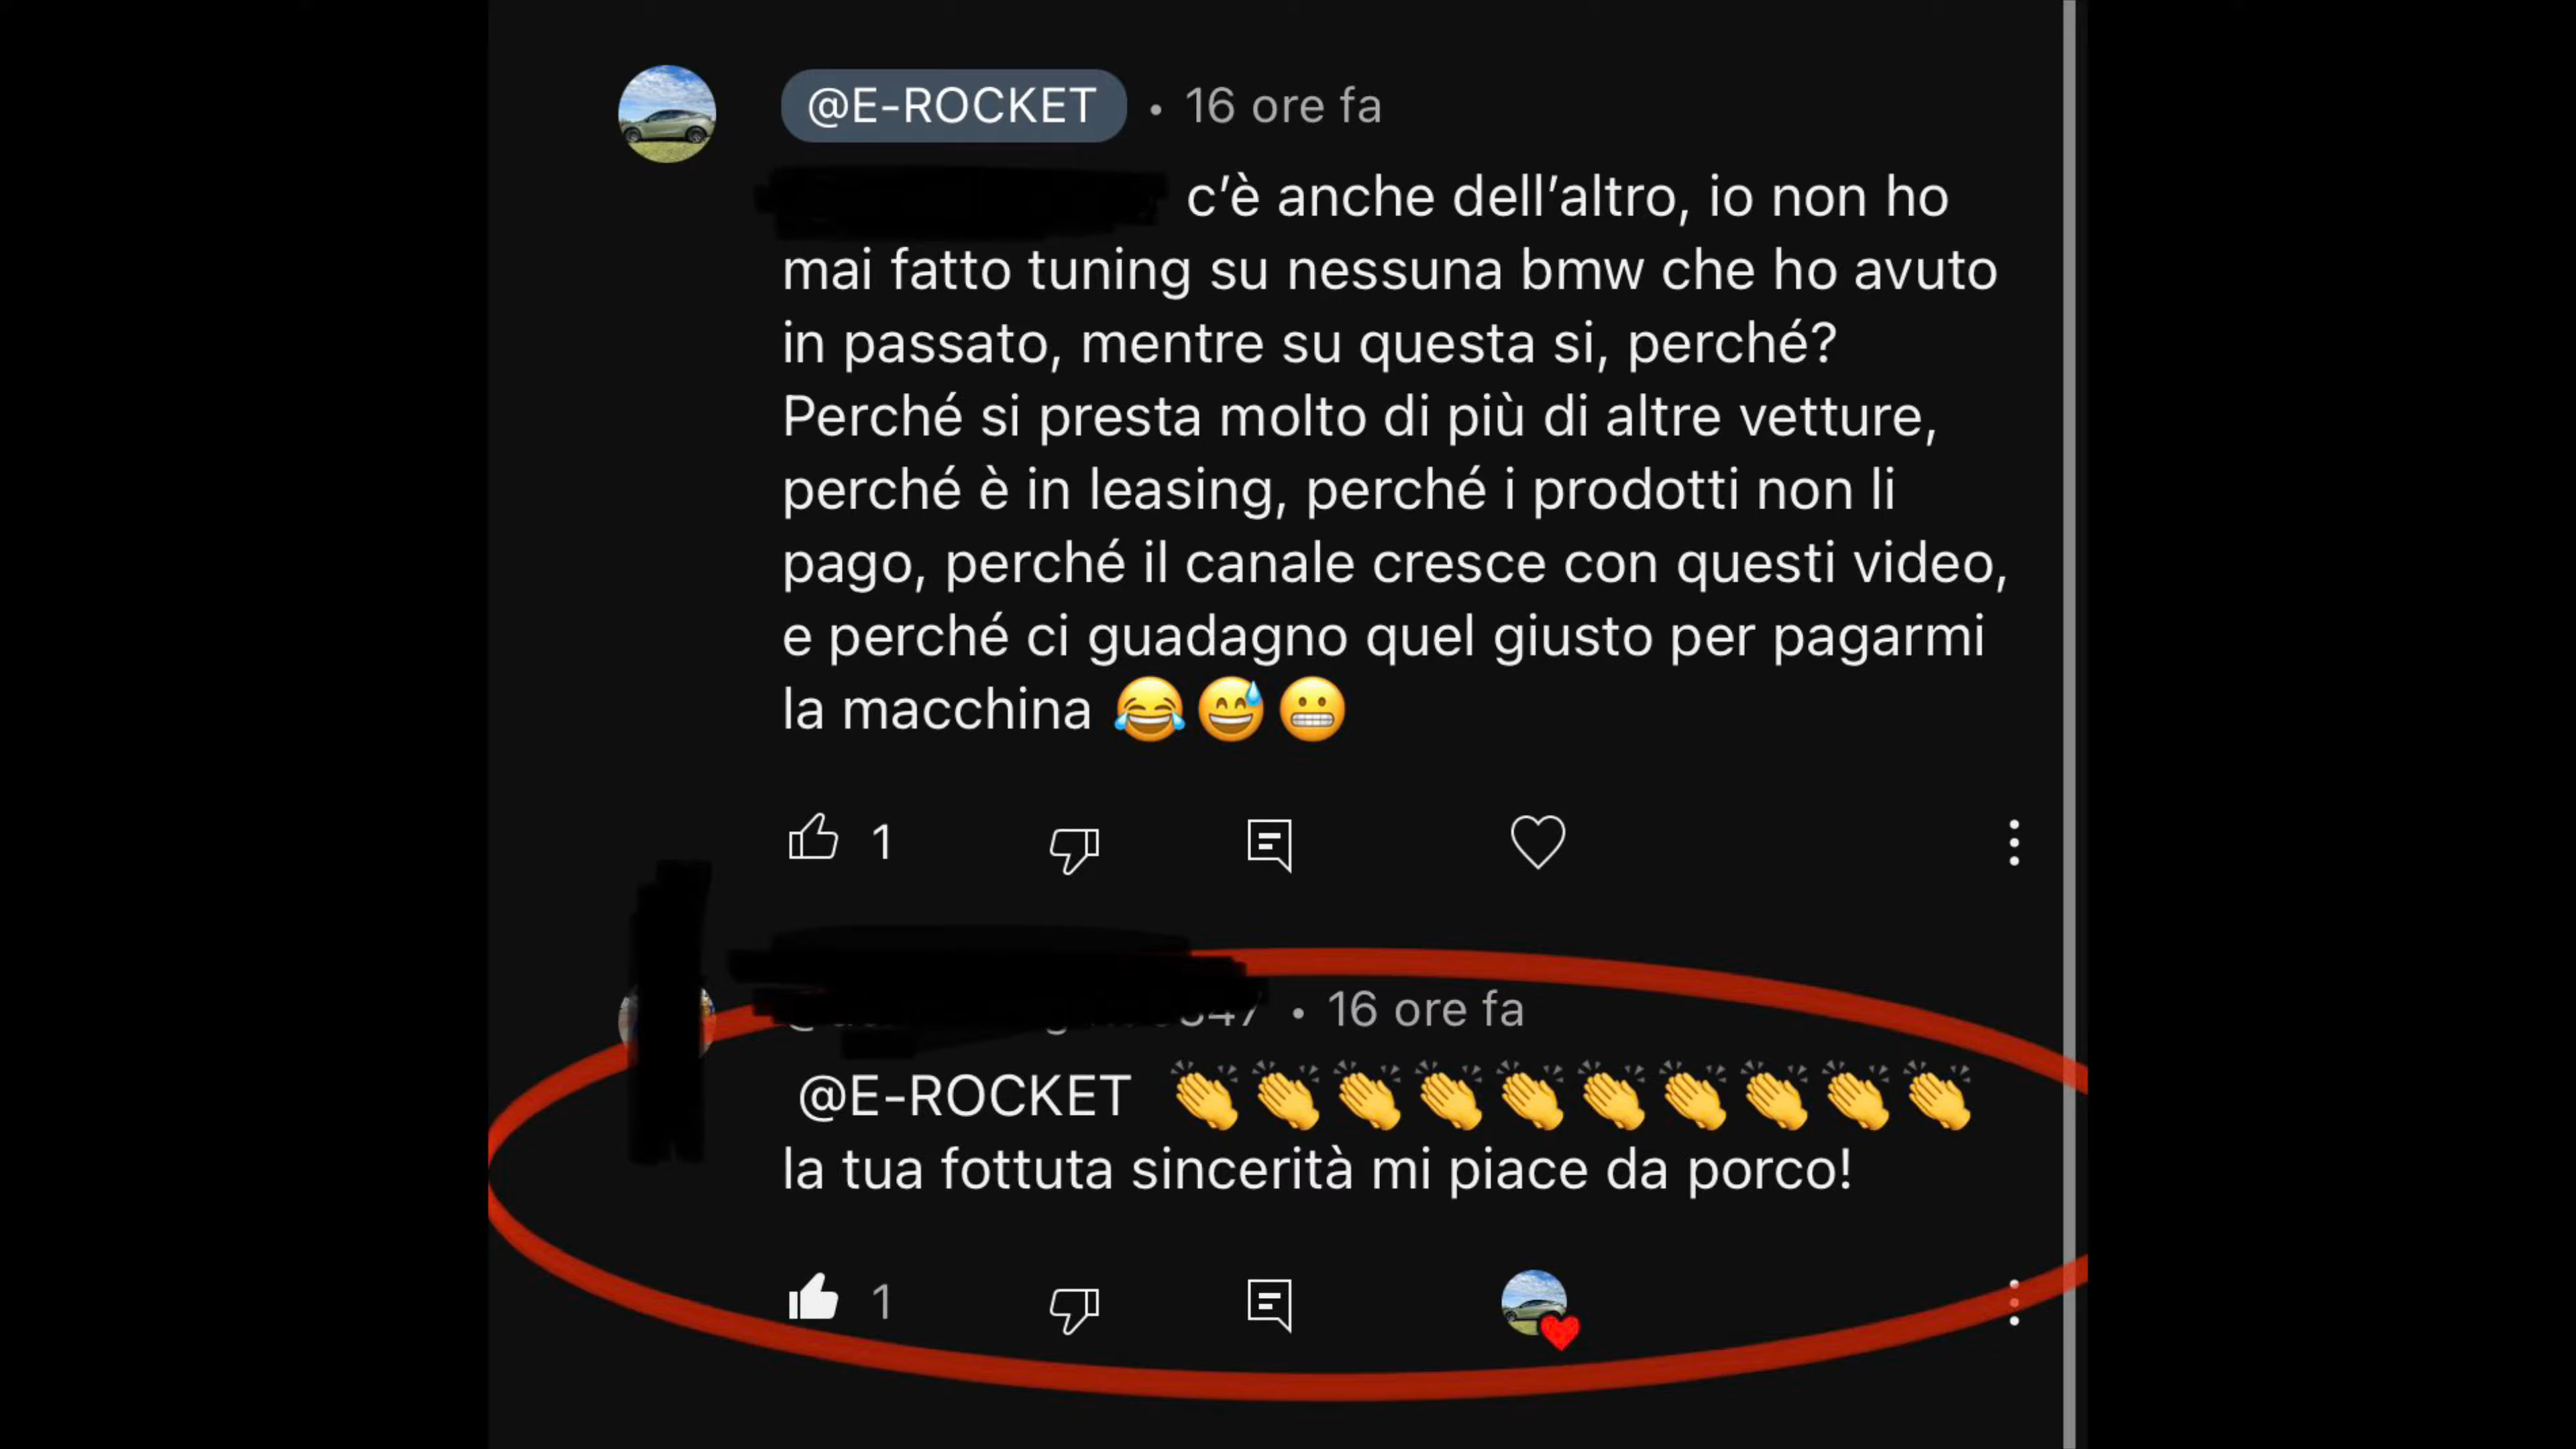 @E-ROCKET • 16 ore fa
c’è anche dell’altro, io non ho
mai fatto tuning su nessuna bmw che ho avuto
in passato, mentre su questa si, perché?
Perché si presta molto di più di altre vetture,
perché è in leasing, perché i prodotti non li
pago, perché il canale cresce con questi video,
e perché ci guadagno quel giusto per pagarmi
la macchina 😂😅😬
1
• 16 ore fa
@E-ROCKET 👏👏👏👏👏👏👏👏👏👏
la tua fottuta sincerità mi piace da porco!
1